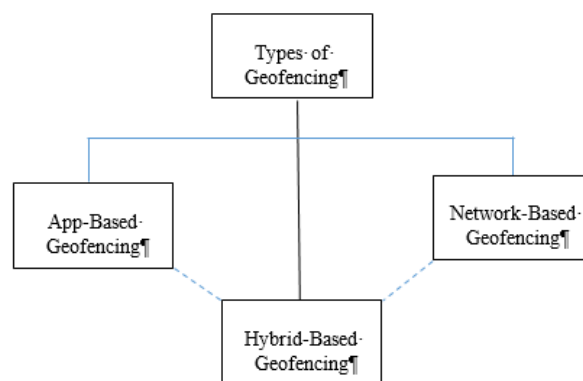 Types· of·
Geofencing¶
App-Based·
Geofencing¶
Network-Based·
Geofencing¶
Hybrid-Based·
Geofencing¶